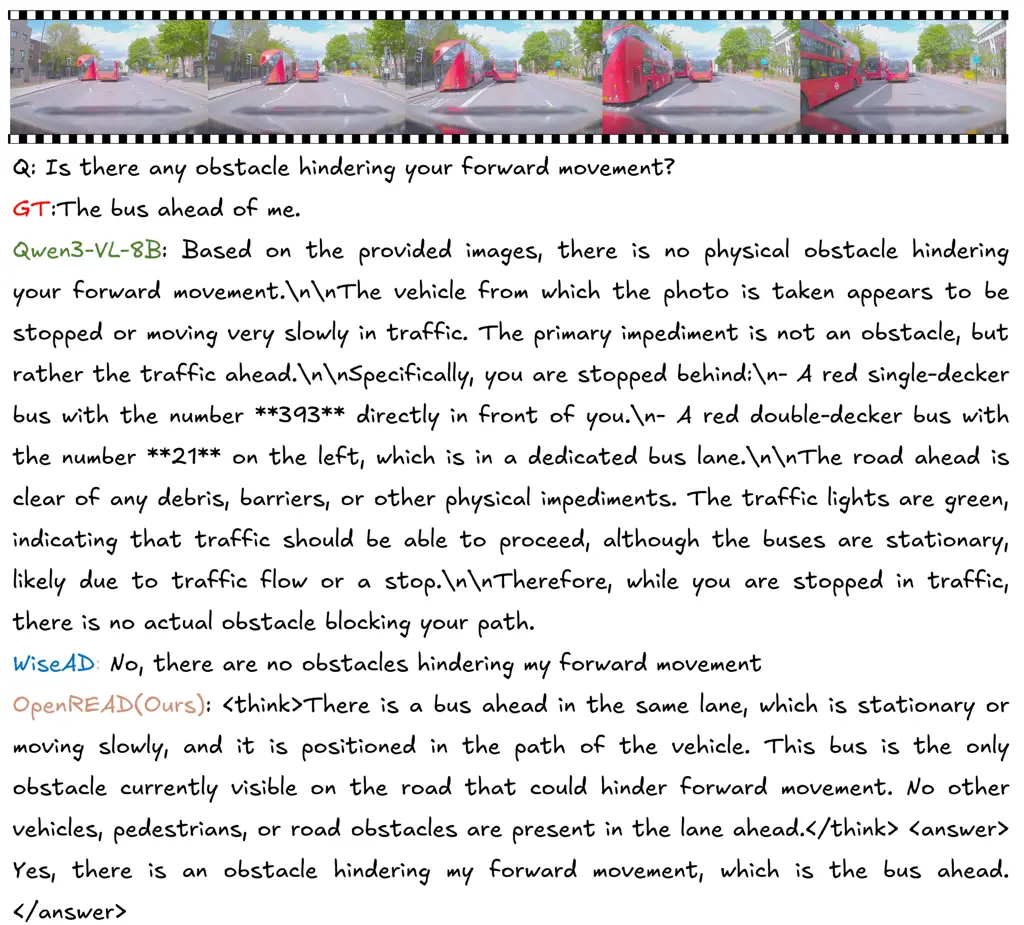 Q: Is there any obstacle hindering your forward movement?
GT:The bus ahead of me.
Qwen3-VL-8B: Based on the provided images, there is no physical obstacle hindering
your forward movement.\n\nThe vehicle from which the photo is taken appears to be
stopped or moving very slowly in traffic. The primary impediment is not an obstacle, but
rather the traffic ahead.\n\nSpecifically, you are stopped behind:\n- A red single-decker
bus with the number **393** directly in front of you.\n- A red double-decker bus with
the number **21** on the left, which is in a dedicated bus lane.\n\nThe road ahead is
clear of any debris, barriers, or other physical impediments. The traffic lights are green,
indicating that traffic should be able to proceed, although the buses are stationary,
likely due to traffic flow or a stop.\n\nTherefore, while you are stopped in traffic,
there is no actual obstacle blocking your path.
WiseAD: No, there are no obstacles hindering my forward movement
OpenREAD(Ours): <think>There is a bus ahead in the same lane, which is stationary or
moving slowly, and it is positioned in the path of the vehicle. This bus is the only
obstacle currently visible on the road that could hinder forward movement. No other
vehicles, pedestrians, or road obstacles are present in the lane ahead.</think> <answer>
Yes, there is an obstacle hindering my forward movement, which is the bus ahead.
</answer>